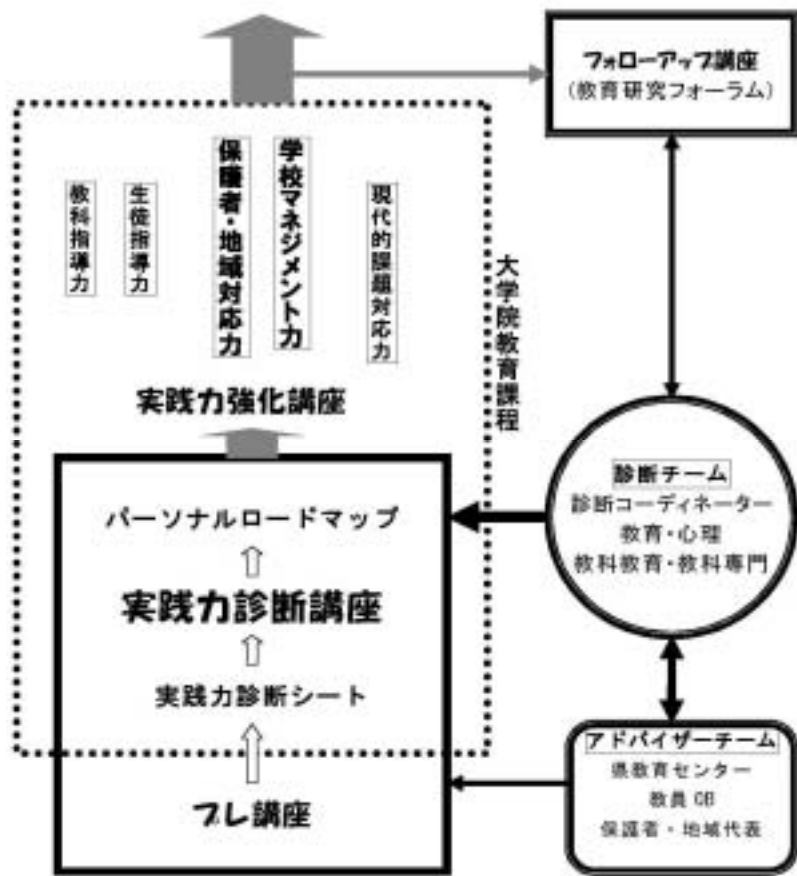 フォローアップ講座
(教育研究フォーラム)
教科指導力
生徒指導力
保護者・地域対応力
学校マネジメント力
現代的課題対応力
大学院教育課程
実践力強化講座
パーソナルロードマップ
実践力診断講座
実践力診断シート
プレ講座
診断チーム
診断コーディネーター
教育・心理
教科教育・教科専門
アドバイザーチーム
県教育センター
教員OB
保護者・地域代表